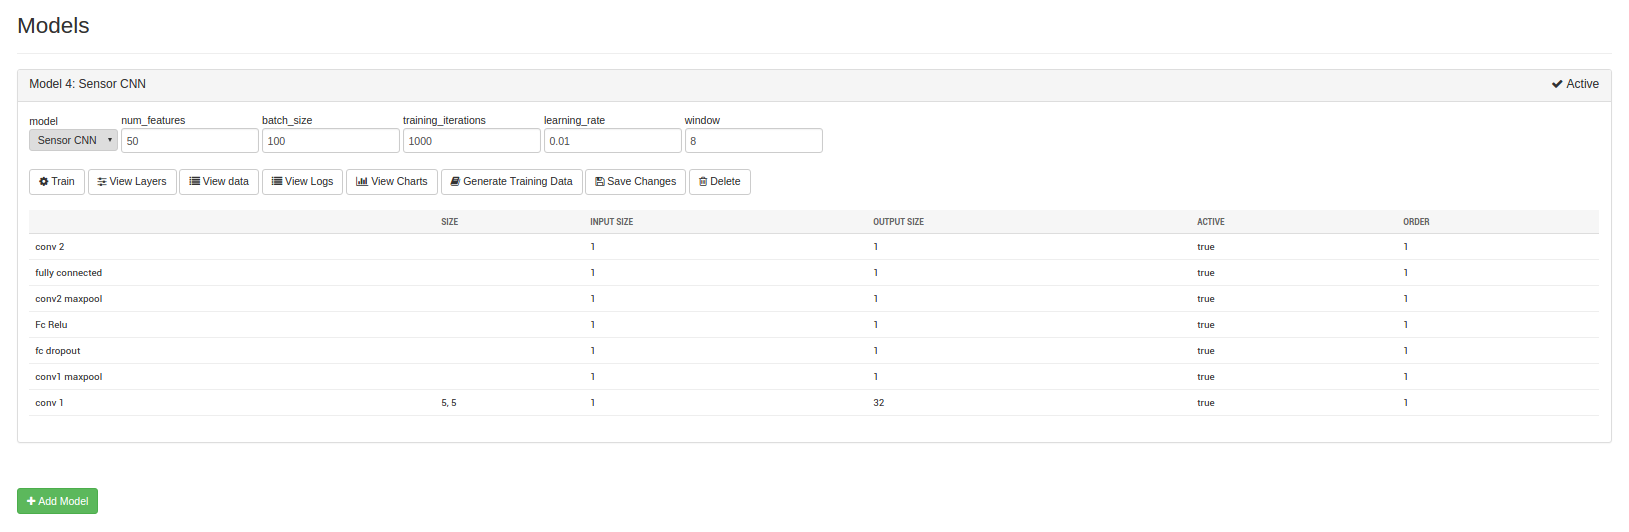 Models
Model 4: Sensor CNN Active
model num_features batch_size training_iterations learning_rate window
Sensor CNN 50 100 1000 0.01 8
Train View Layers View data View Logs View Charts Generate Training Data Save Changes Delete
SIZE INPUT SIZE OUTPUT SIZE ACTIVE ORDER
conv 2 1 1 true 1
fully connected 1 1 true 1
conv2 maxpool 1 1 true 1
Fc Relu 1 1 true 1
fc dropout 1 1 true 1
conv1 maxpool 1 1 true 1
conv 1 5, 5 1 32 true 1
Add Model